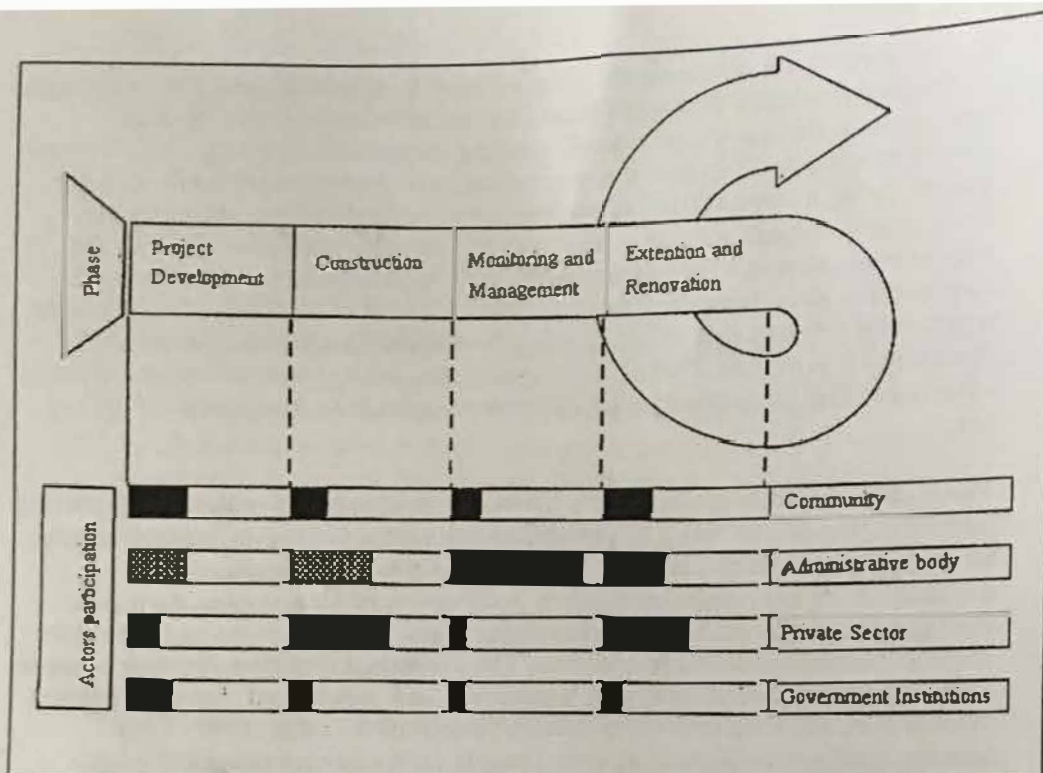 Phase
Project
Development
Construction
Monitoring and
Management
Extention and
Renovation
Actors participation
Community
Administrative body
Private Sector
Government Institutions